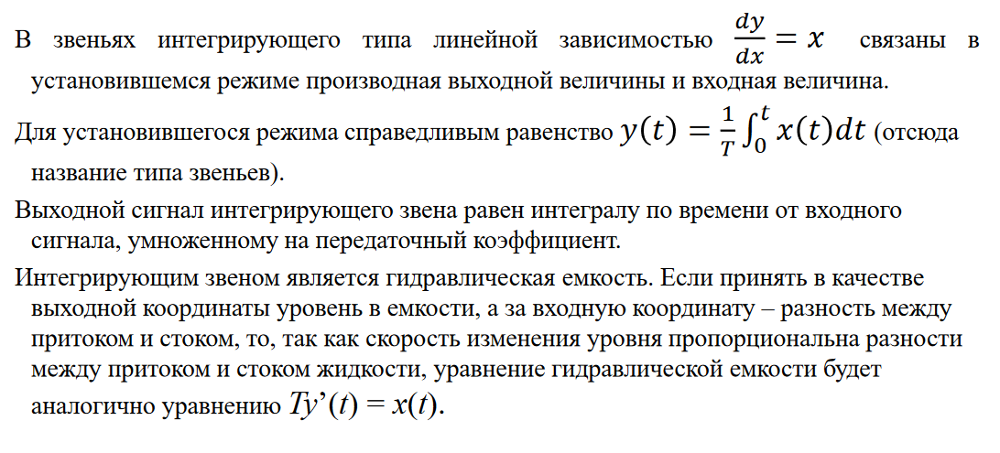 В звеньях интегрирующего типа линейной зависимостью dy/dx = x связаны в
установившемся режиме производная выходной величины и входная величина.
Для установившегося режима справедливым равенство y(t) = 1/T ∫₀ᵗ x(t)dt (отсюда
название типа звеньев).
Выходной сигнал интегрирующего звена равен интегралу по времени от входного
сигнала, умноженному на передаточный коэффициент.
Интегрирующим звеном является гидравлическая емкость. Если принять в качестве
выходной координаты уровень в емкости, а за входную координату – разность между
притоком и стоком, то, так как скорость изменения уровня пропорциональна разности
между притоком и стоком жидкости, уравнение гидравлической емкости будет
аналогично уравнению Ty’(t) = x(t).